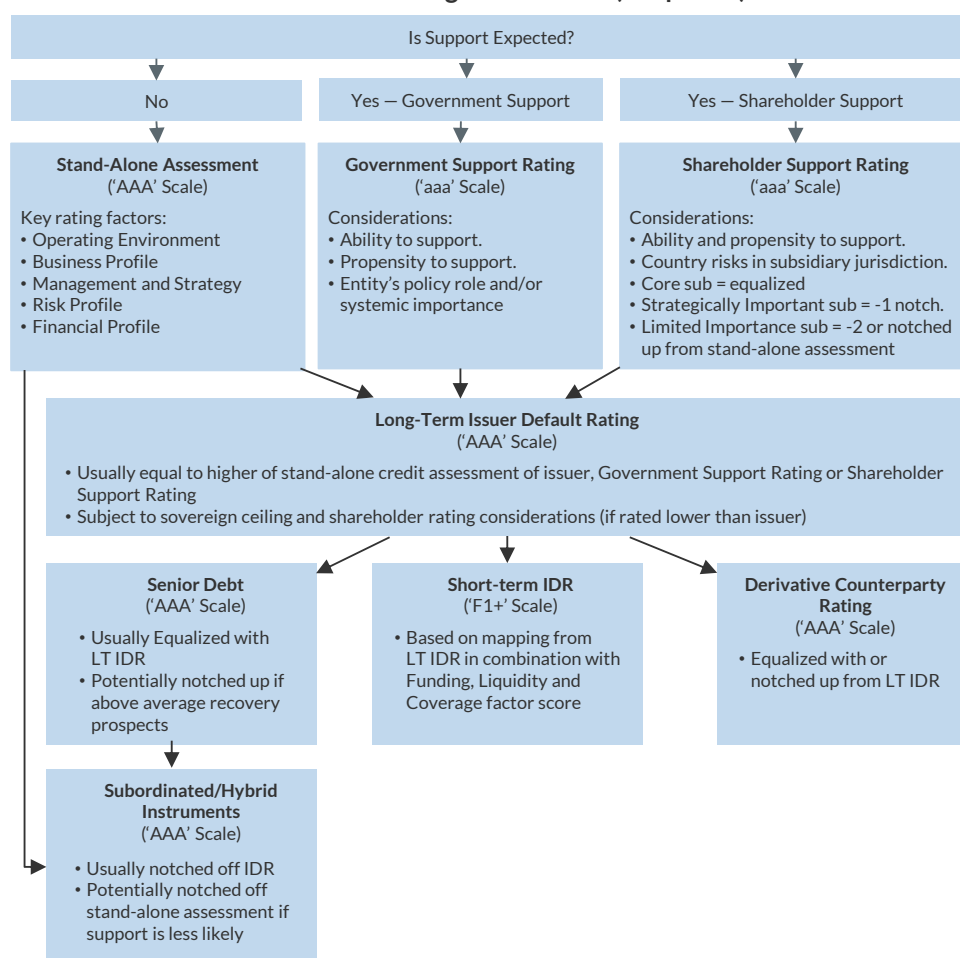 Is Support Expected?
No
Yes — Government Support
Yes — Shareholder Support
Stand-Alone Assessment
(‘AAA’ Scale)
Key rating factors:
• Operating Environment
• Business Profile
• Management and Strategy
• Risk Profile
• Financial Profile
Government Support Rating
(‘aaa’ Scale)
Considerations:
• Ability to support.
• Propensity to support.
• Entity’s policy role and/or
systemic importance
Shareholder Support Rating
(‘aaa’ Scale)
Considerations:
• Ability and propensity to support.
• Country risks in subsidiary jurisdiction.
• Core sub = equalized
• Strategically Important sub = -1 notch.
• Limited Importance sub = -2 or notched
up from stand-alone assessment
Long-Term Issuer Default Rating
(‘AAA’ Scale)
• Usually equal to higher of stand-alone credit assessment of issuer, Government Support Rating or Shareholder
Support Rating
• Subject to sovereign ceiling and shareholder rating considerations (if rated lower than issuer)
Senior Debt
(‘AAA’ Scale)
• Usually Equalized with
LT IDR
• Potentially notched up if
above average recovery
prospects
Short-term IDR
(‘F1+’ Scale)
• Based on mapping from
LT IDR in combination with
Funding, Liquidity and
Coverage factor score
Derivative Counterparty
Rating
(‘AAA’ Scale)
• Equalized with or
notched up from LT IDR
Subordinated/Hybrid
Instruments
(‘AAA’ Scale)
• Usually notched off IDR
• Potentially notched off
stand-alone assessment if
support is less likely